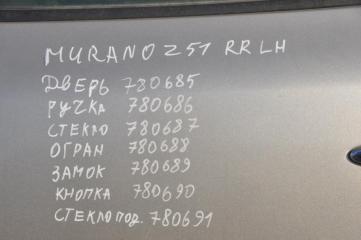 MURANO Z51 RR LH
ДВЕРЬ 780685
РУЧКА 780686
СТЕКЛО 780687
ОГРАН 780688
ЗАМОК 780689
КНОПКА 780690
СТЕКЛО ПОД. 780691